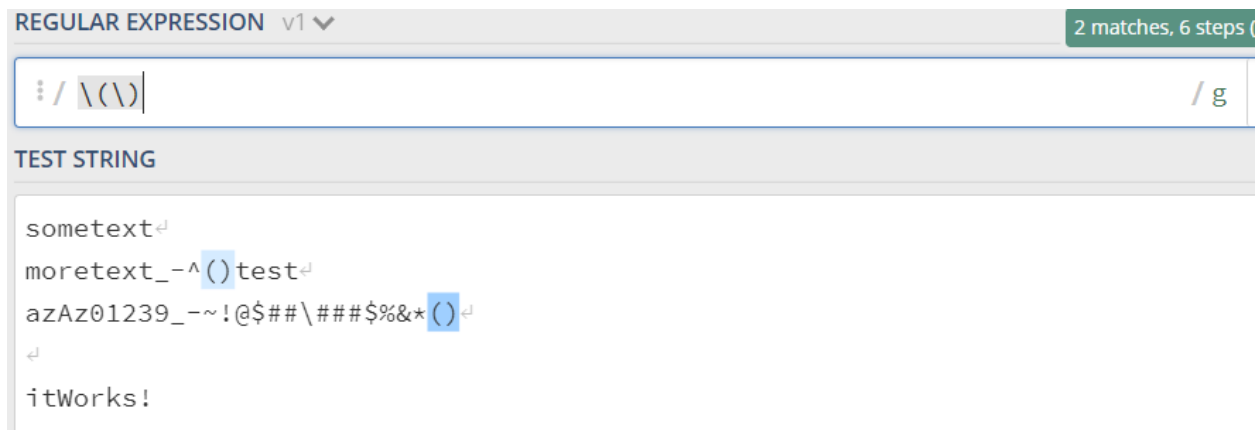 REGULAR EXPRESSION v1
2 matches, 6 steps (
/ \(\) / g
TEST STRING
sometext
moretext_-^()test
azAz01239_-~!@$##\###$%&*()
itWorks!